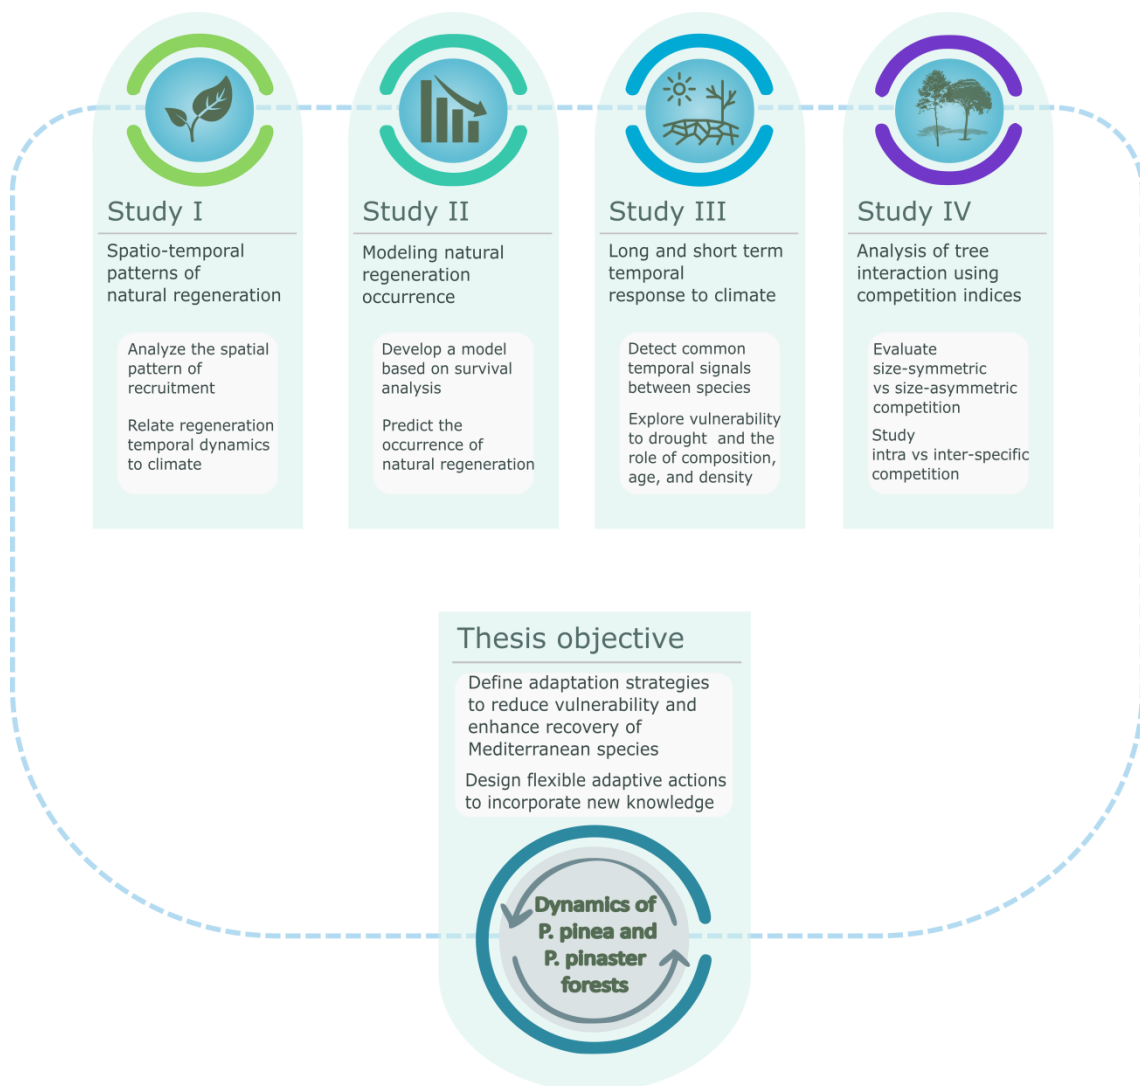 Study I
Spatio-temporal
patterns of
natural regeneration
Analyze the spatial
pattern of
recruitment
Relate regeneration
temporal dynamics
to climate
Study II
Modeling natural
regeneration
occurrence
Develop a model
based on survival
analysis
Predict the
occurrence of
natural regeneration
Study III
Long and short term
temporal
response to climate
Detect common
temporal signals
between species
Explore vulnerability
to drought and the
role of composition,
age, and density
Study IV
Analysis of tree
interaction using
competition indices
Evaluate
size-symmetric
vs size-asymmetric
competition
Study
intra vs inter-specific
competition
Thesis objective
Define adaptation strategies
to reduce vulnerability and
enhance recovery of
Mediterranean species
Design flexible adaptive actions
to incorporate new knowledge
Dynamics of
P. pinea and
P. pinaster
forests